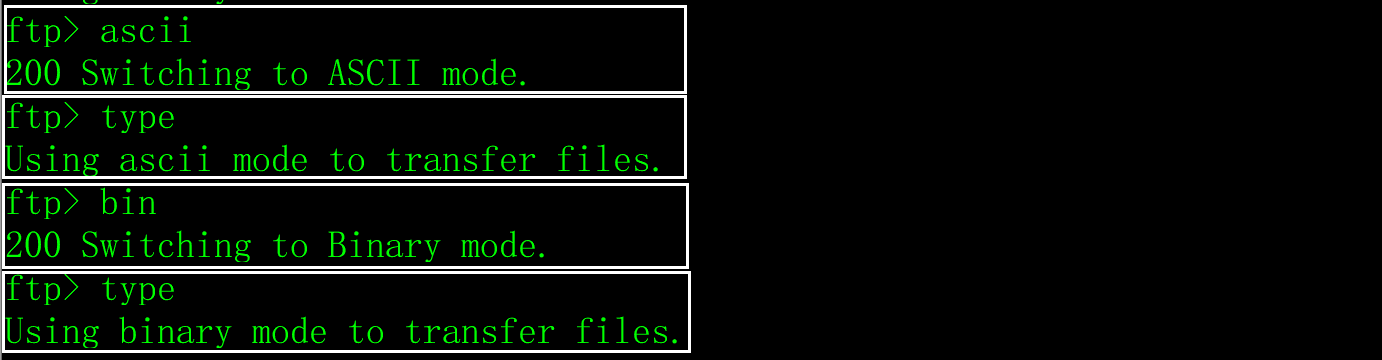 ftp> ascii
200 Switching to ASCII mode.
ftp> type
Using ascii mode to transfer files.
ftp> bin
200 Switching to Binary mode.
ftp> type
Using binary mode to transfer files.